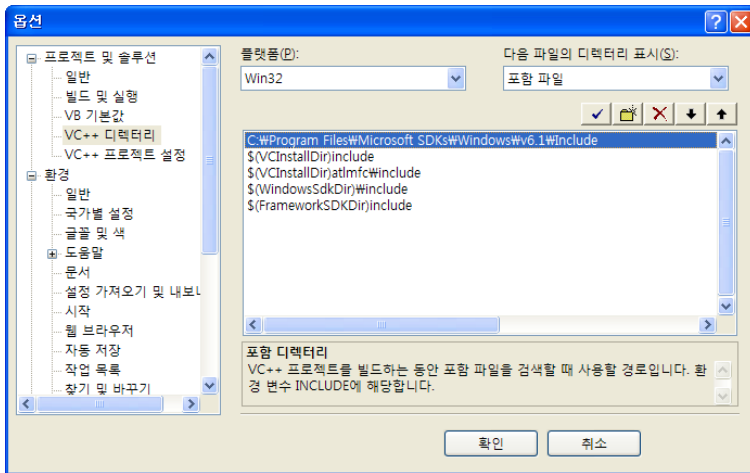 옵션
프로젝트 및 솔루션
일반
빌드 및 실행
VB 기본값
VC++ 디렉터리
VC++ 프로젝트 설정
환경
일반
국가별 설정
글꼴 및 색
도움말
문서
설정 가져오기 및 내보내
시작
웹 브라우저
자동 저장
작업 목록
찾기 및 바꾸기
플랫폼(P):
Win32
다음 파일의 디렉터리 표시(S):
포함 파일
C:₩Program Files₩Microsoft SDKs₩Windows₩v6.1₩Include
$(VCInstallDir)include
$(VCInstallDir)atlmfc₩include
$(WindowsSdkDir)₩include
$(FrameworkSDKDir)include
포함 디렉터리
VC++ 프로젝트를 빌드하는 동안 포함 파일을 검색할 때 사용할 경로입니다. 환
경 변수 INCLUDE에 해당합니다.
확인
취소